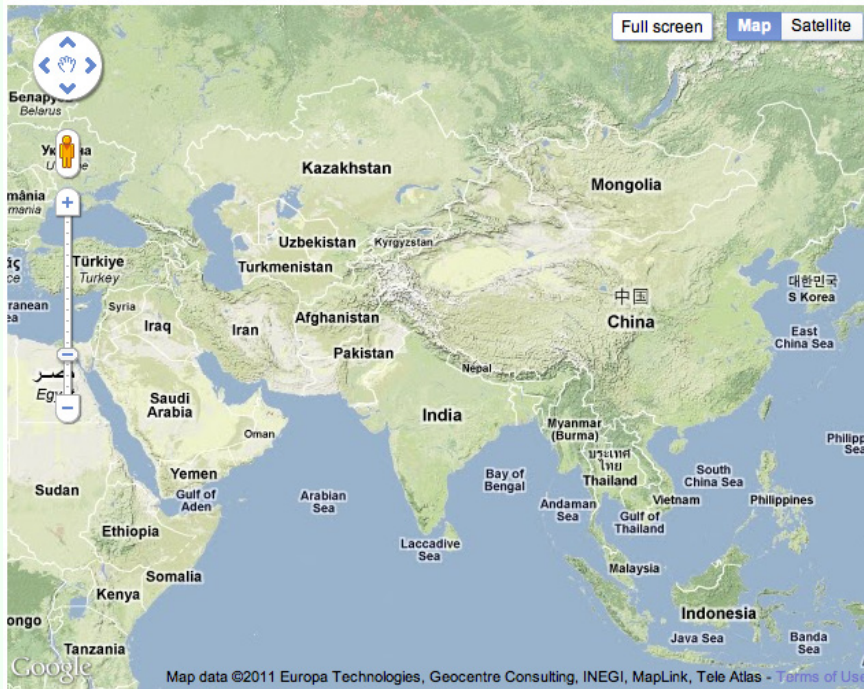 Full screen
Map
Satellite
Belarus
Kazakhstan
Mongolia
mânia
mania
Uzbekistan
Kyrgyzstan
Türkiye
Turkey
Turkmenistan
대한민국
S Korea
中国
China
Syria
Iraq
Iran
Afghanistan
Pakistan
East
China Sea
Nepal
Saudi
Arabia
India
Oman
Myanmar
(Burma)
ประเทศ
ไทย
Thailand
Yemen
Gulf of
Aden
Sudan
Arabian
Sea
Bay of
Bengal
Andaman
Sea
South
China Sea
Vietnam
Philippines
Gulf of
Thailand
Ethiopia
Laccadive
Sea
Malaysia
Somalia
Kenya
Indonesia
ongo
Java Sea
Banda
Sea
Tanzania
Google
Map data ©2011 Europa Technologies, Geocentre Consulting, INEGI, MapLink, Tele Atlas - Terms of Use